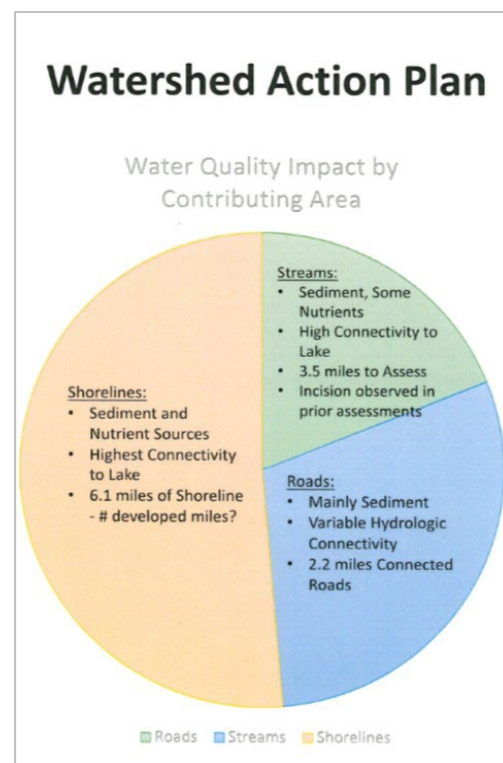 Watershed Action Plan
Water Quality Impact by
Contributing Area
Streams:
• Sediment, Some
Nutrients
• High Connectivity to
Lake
• 3.5 miles to Assess
• Incision observed in
prior assessments
Shorelines:
• Sediment and
Nutrient Sources
• Highest Connectivity
to Lake
• 6.1 miles of Shoreline
- # developed miles?
Roads:
• Mainly Sediment
• Variable Hydrologic
Connectivity
• 2.2 miles Connected
Roads
Roads Streams Shorelines